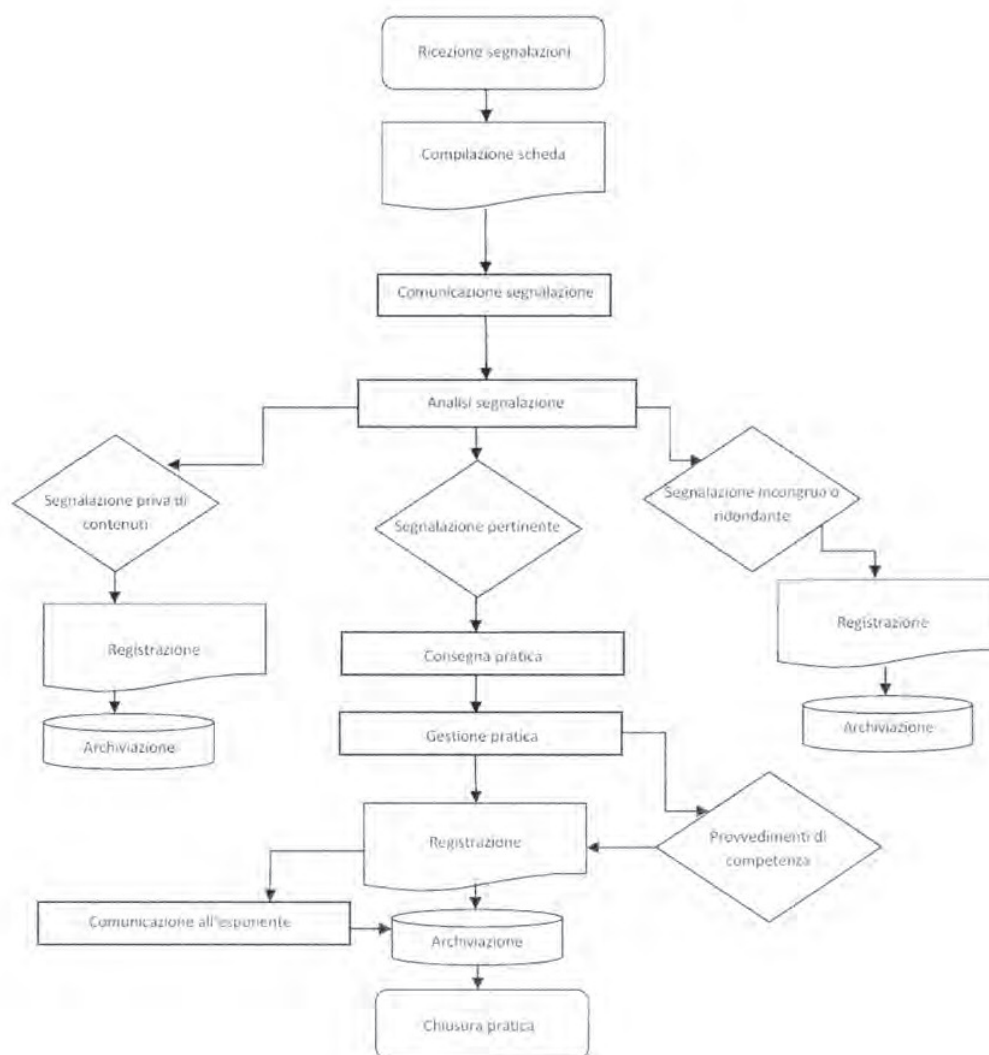 Ricezione segnalazioni
Compilazione scheda
Comunicazione segnalazione
Analisi segnalazione
Segnalazione priva di
contenuti
Segnalazione pertinente
Segnalazione incongrua o
ridondante
Registrazione
Archiviazione
Consegna pratica
Gestione pratica
Registrazione
Archiviazione
Provvedimenti di
competenza
Registrazione
Comunicazione all'esponente
Archiviazione
Chiusura pratica